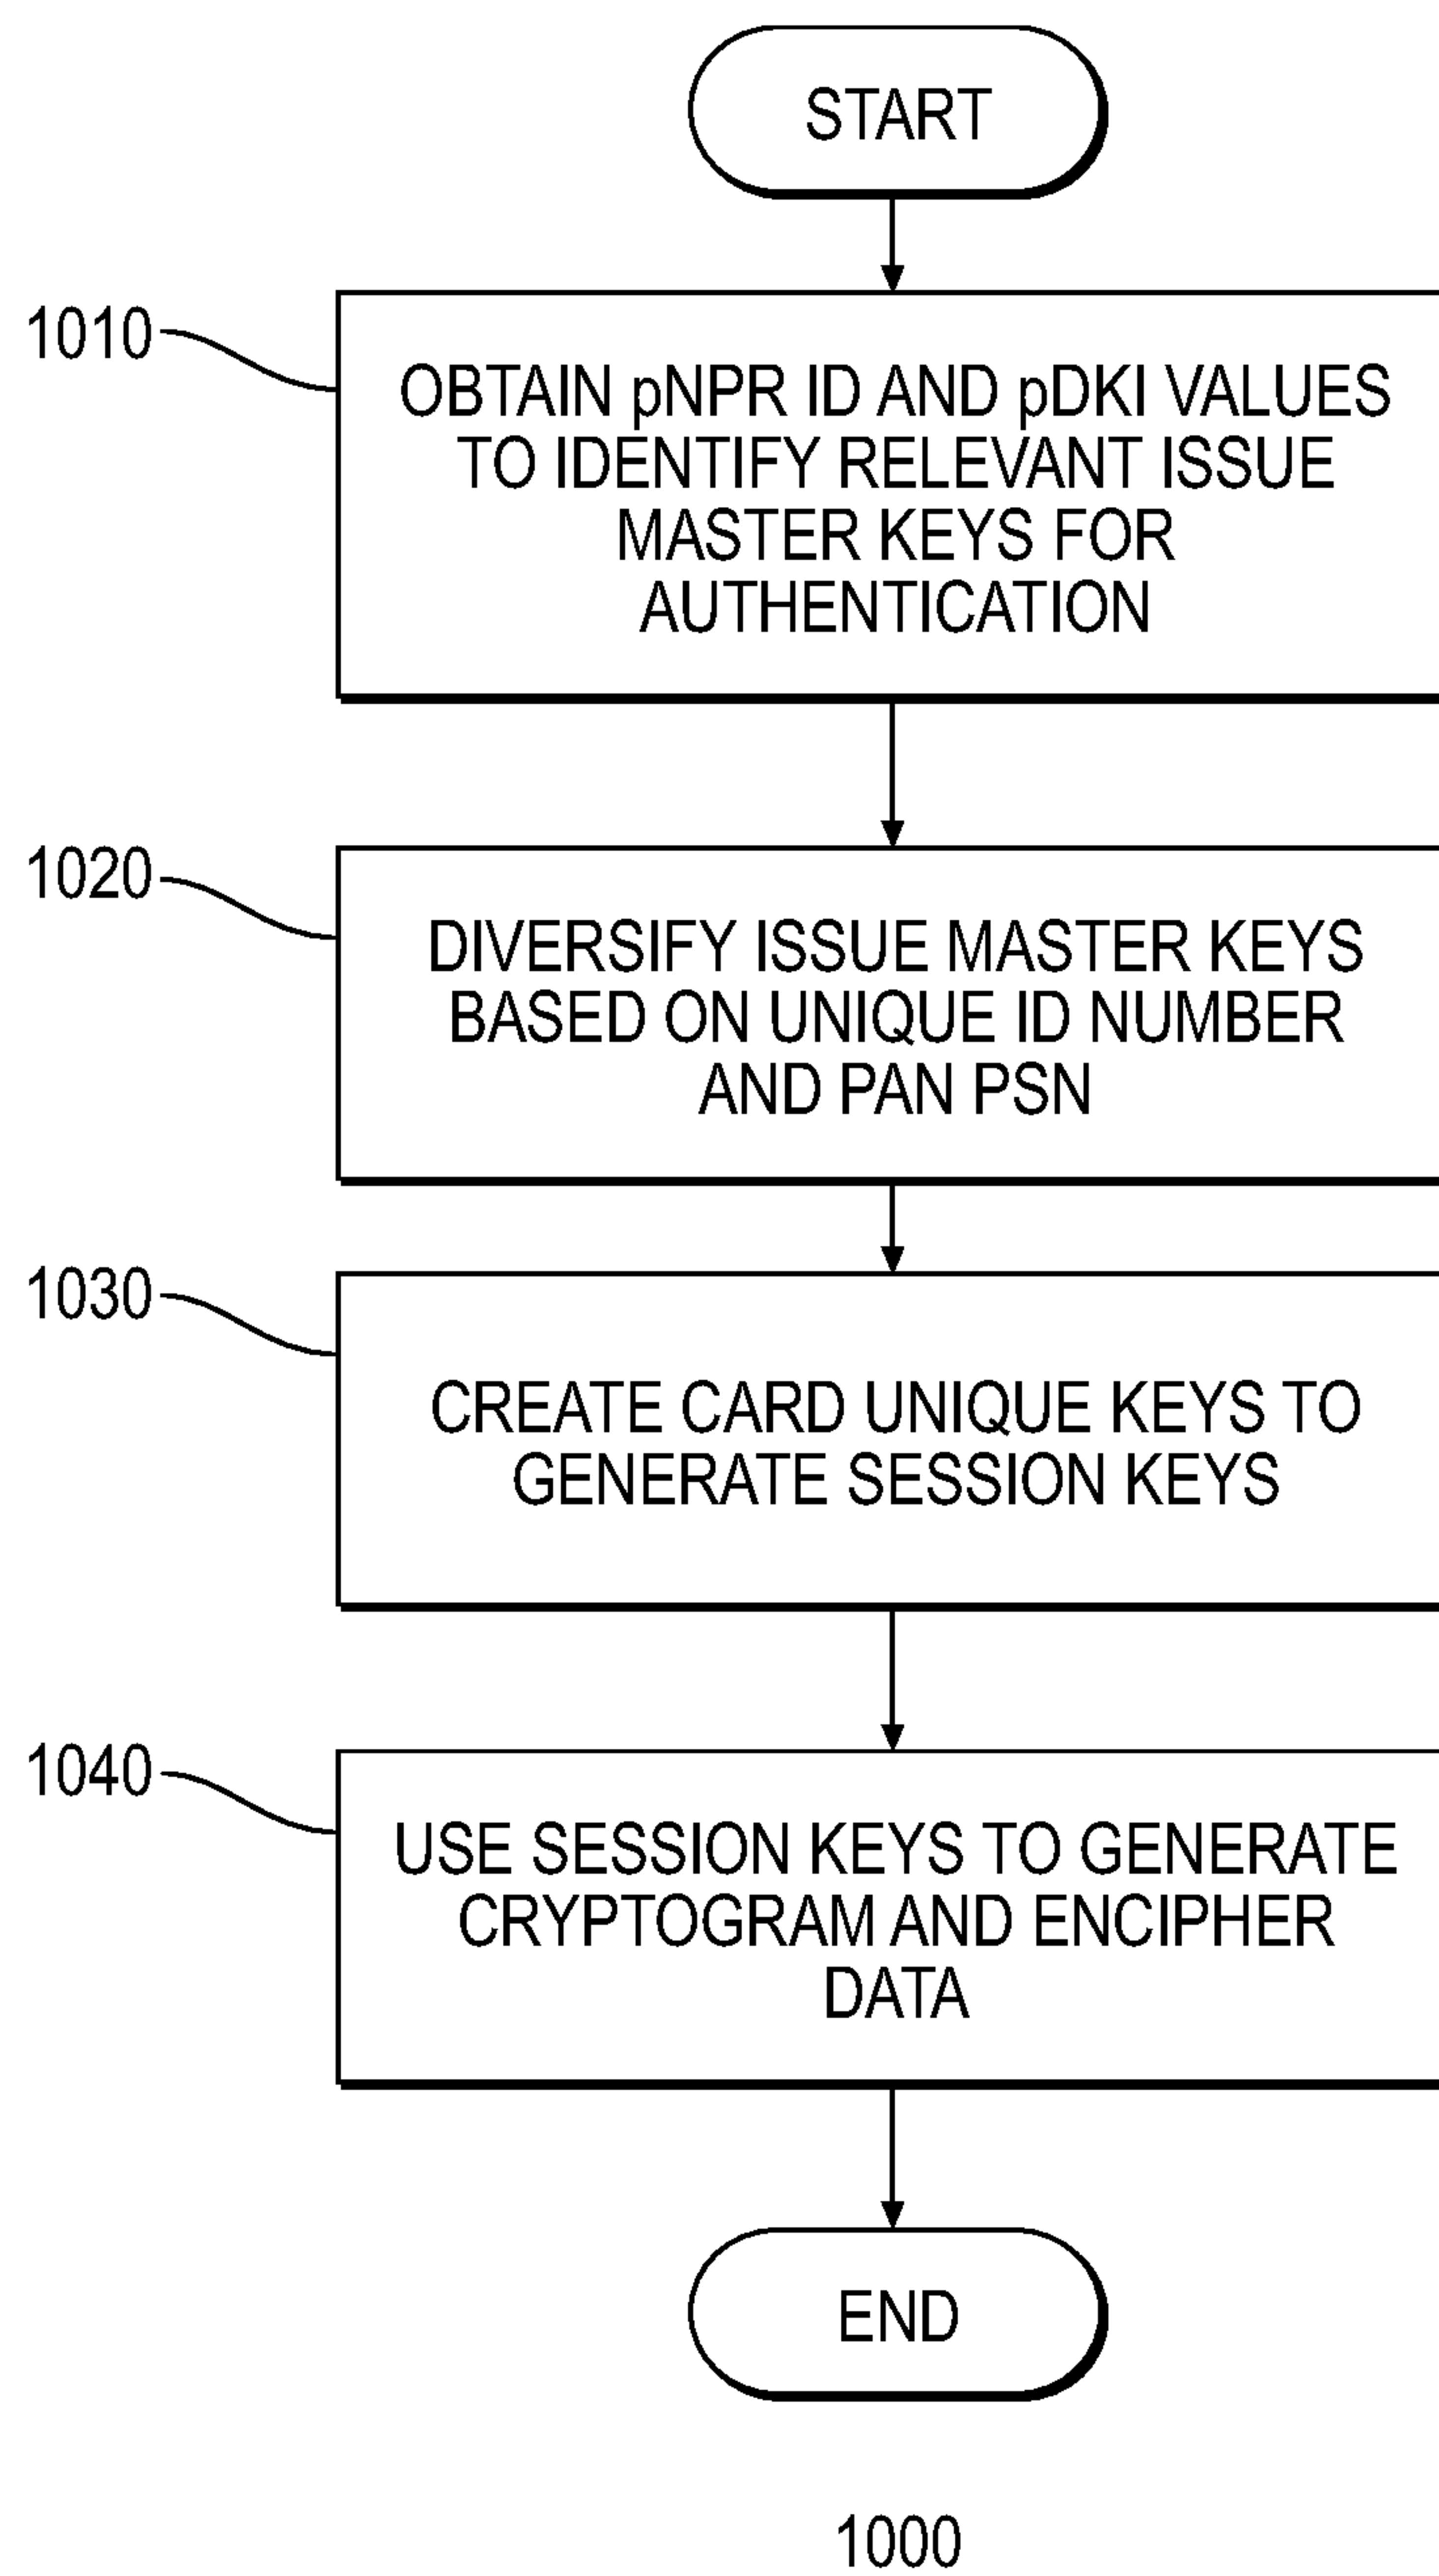 START
1010
OBTAIN pNPR ID AND pDKI VALUES
TO IDENTIFY RELEVANT ISSUE
MASTER KEYS FOR
AUTHENTICATION
1020
DIVERSIFY ISSUE MASTER KEYS
BASED ON UNIQUE ID NUMBER
AND PAN PSN
1030
CREATE CARD UNIQUE KEYS TO
GENERATE SESSION KEYS
1040
USE SESSION KEYS TO GENERATE
CRYPTOGRAM AND ENCIPHER
DATA
END
1000